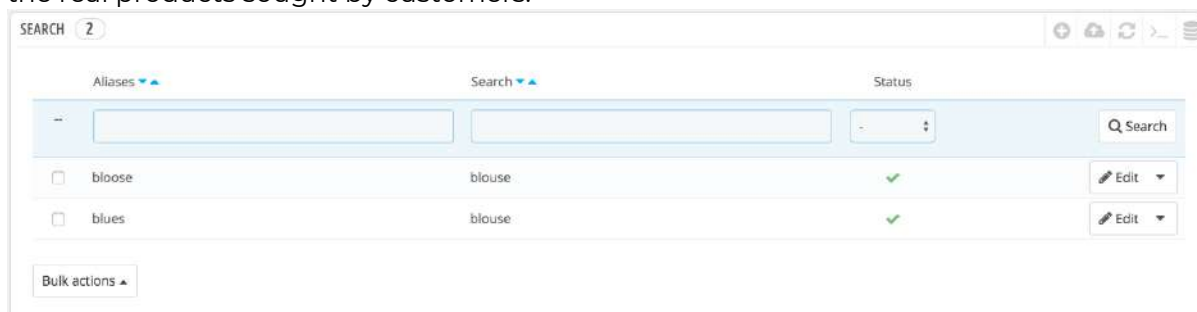 the real products sought by customers.
SEARCH 2
Aliases Search Status
-- - Search
bloose blouse Edit
blues blouse Edit
Bulk actions